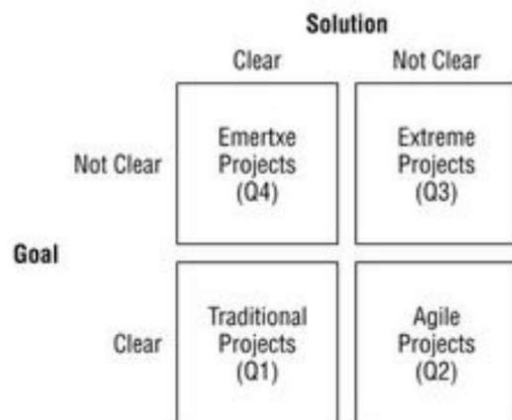 Solution
Clear Not Clear
Not Clear
Emertxe
Projects
(Q4)
Extreme
Projects
(Q3)
Goal
Clear
Traditional
Projects
(Q1)
Agile
Projects
(Q2)